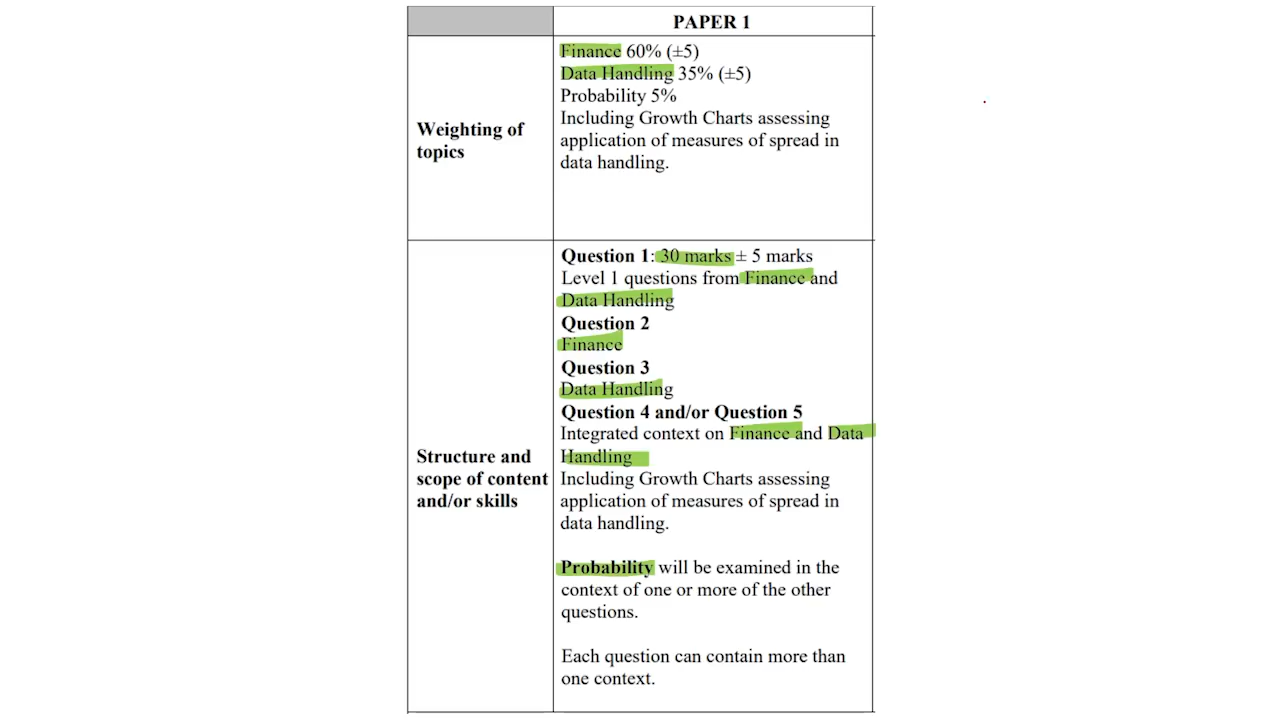 PAPER 1
Weighting of
topics
Finance 60% (±5)
Data Handling 35% (±5)
Probability 5%
Including Growth Charts assessing
application of measures of spread in
data handling.
Structure and
scope of content
and/or skills
Question 1: 30 marks ± 5 marks
Level 1 questions from Finance and
Data Handling
Question 2
Finance
Question 3
Data Handling
Question 4 and/or Question 5
Integrated context on Finance and Data
Handling
Including Growth Charts assessing
application of measures of spread in
data handling.
Probability will be examined in the
context of one or more of the other
questions.
Each question can contain more than
one context.